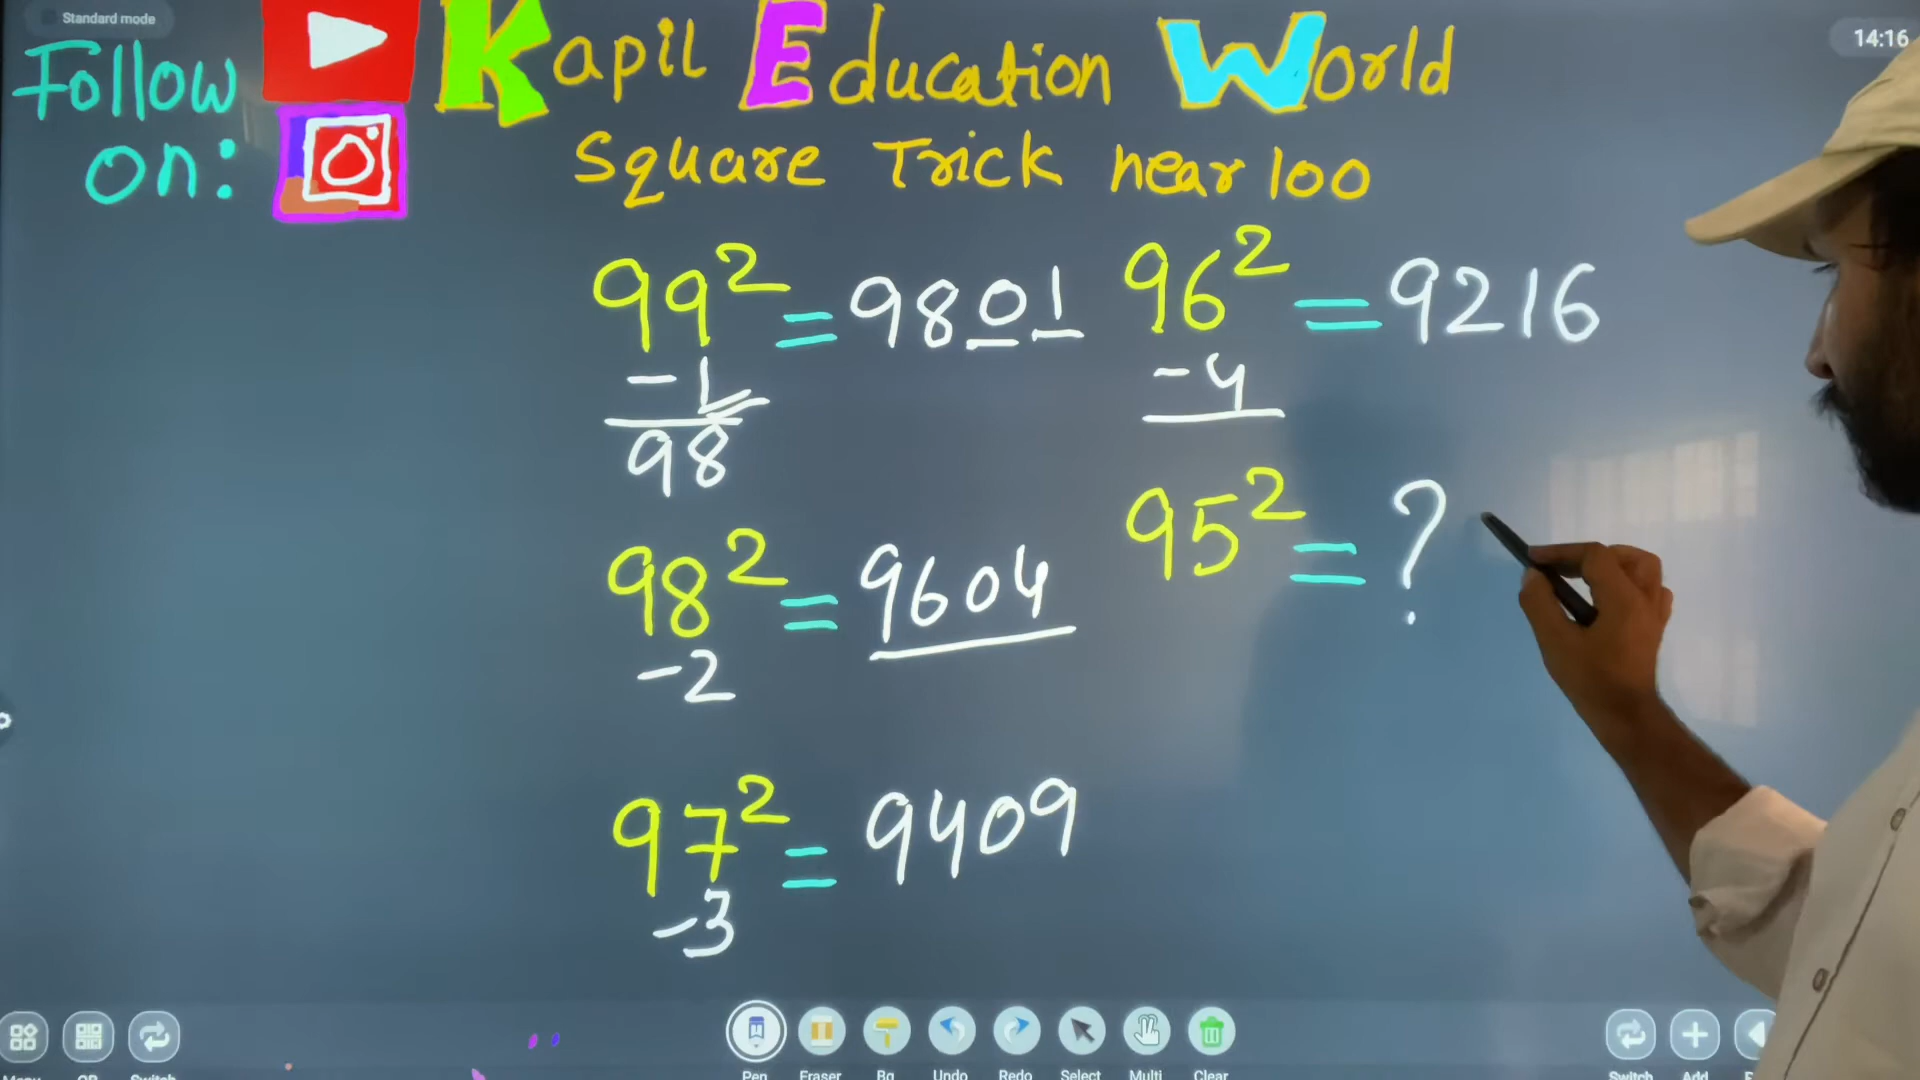 Standard mode
14:16
Follow on:
Kapil Education World
Square Trick near 100
99² = 9801
-1
98
98² = 9604
-2
97² = 9409
-3
96² = 9216
-4
95² = ?
Pen Eraser Bg Undo Redo Select Multi Clear
Switch Add